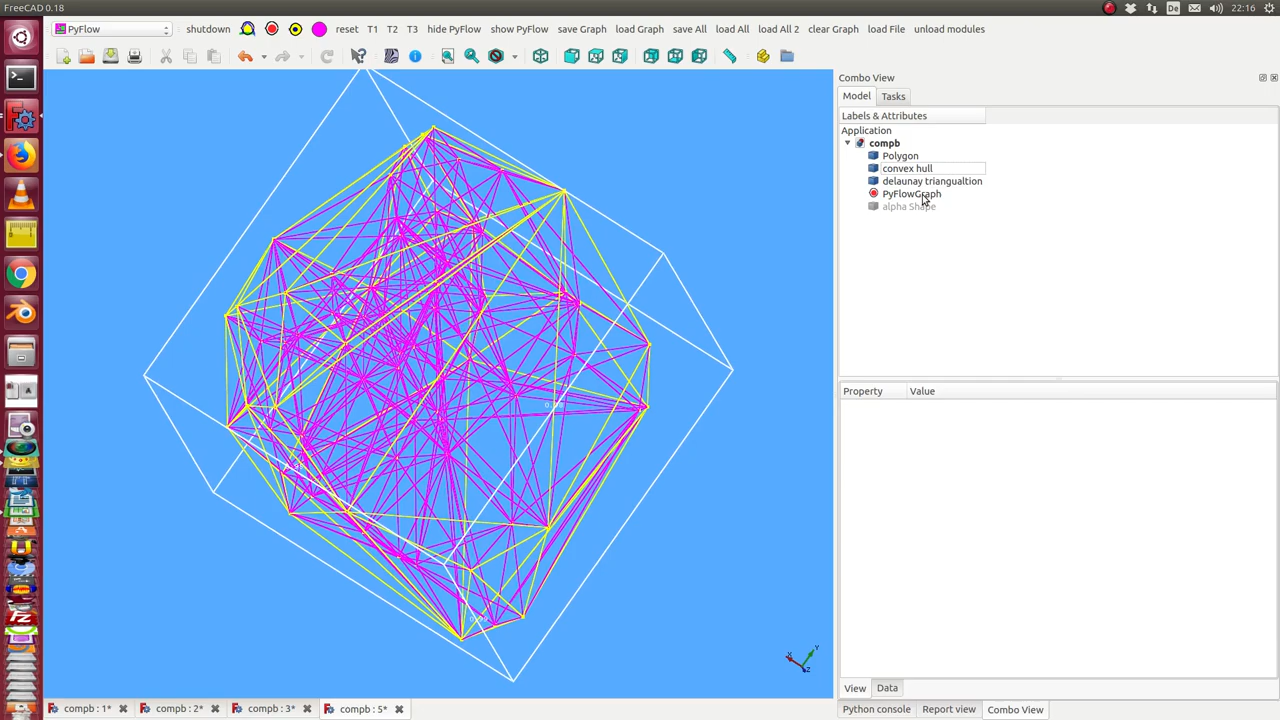 FreeCAD 0.18
De
22:16
PyFlow
shutdown
reset
T1
T2
T3
hide PyFlow
show PyFlow
save Graph
load Graph
save All
load All
load All 2
clear Graph
load File
unload modules
Combo View
Model
Tasks
Labels & Attributes
Application
compb
Polygon
convex hull
delaunay triangualtion
PyFlowGraph
alpha Shape
Property
Value
X
Y
Z
View
Data
compb : 1*
compb : 2*
compb : 3*
compb : 5*
Python console
Report view
Combo View